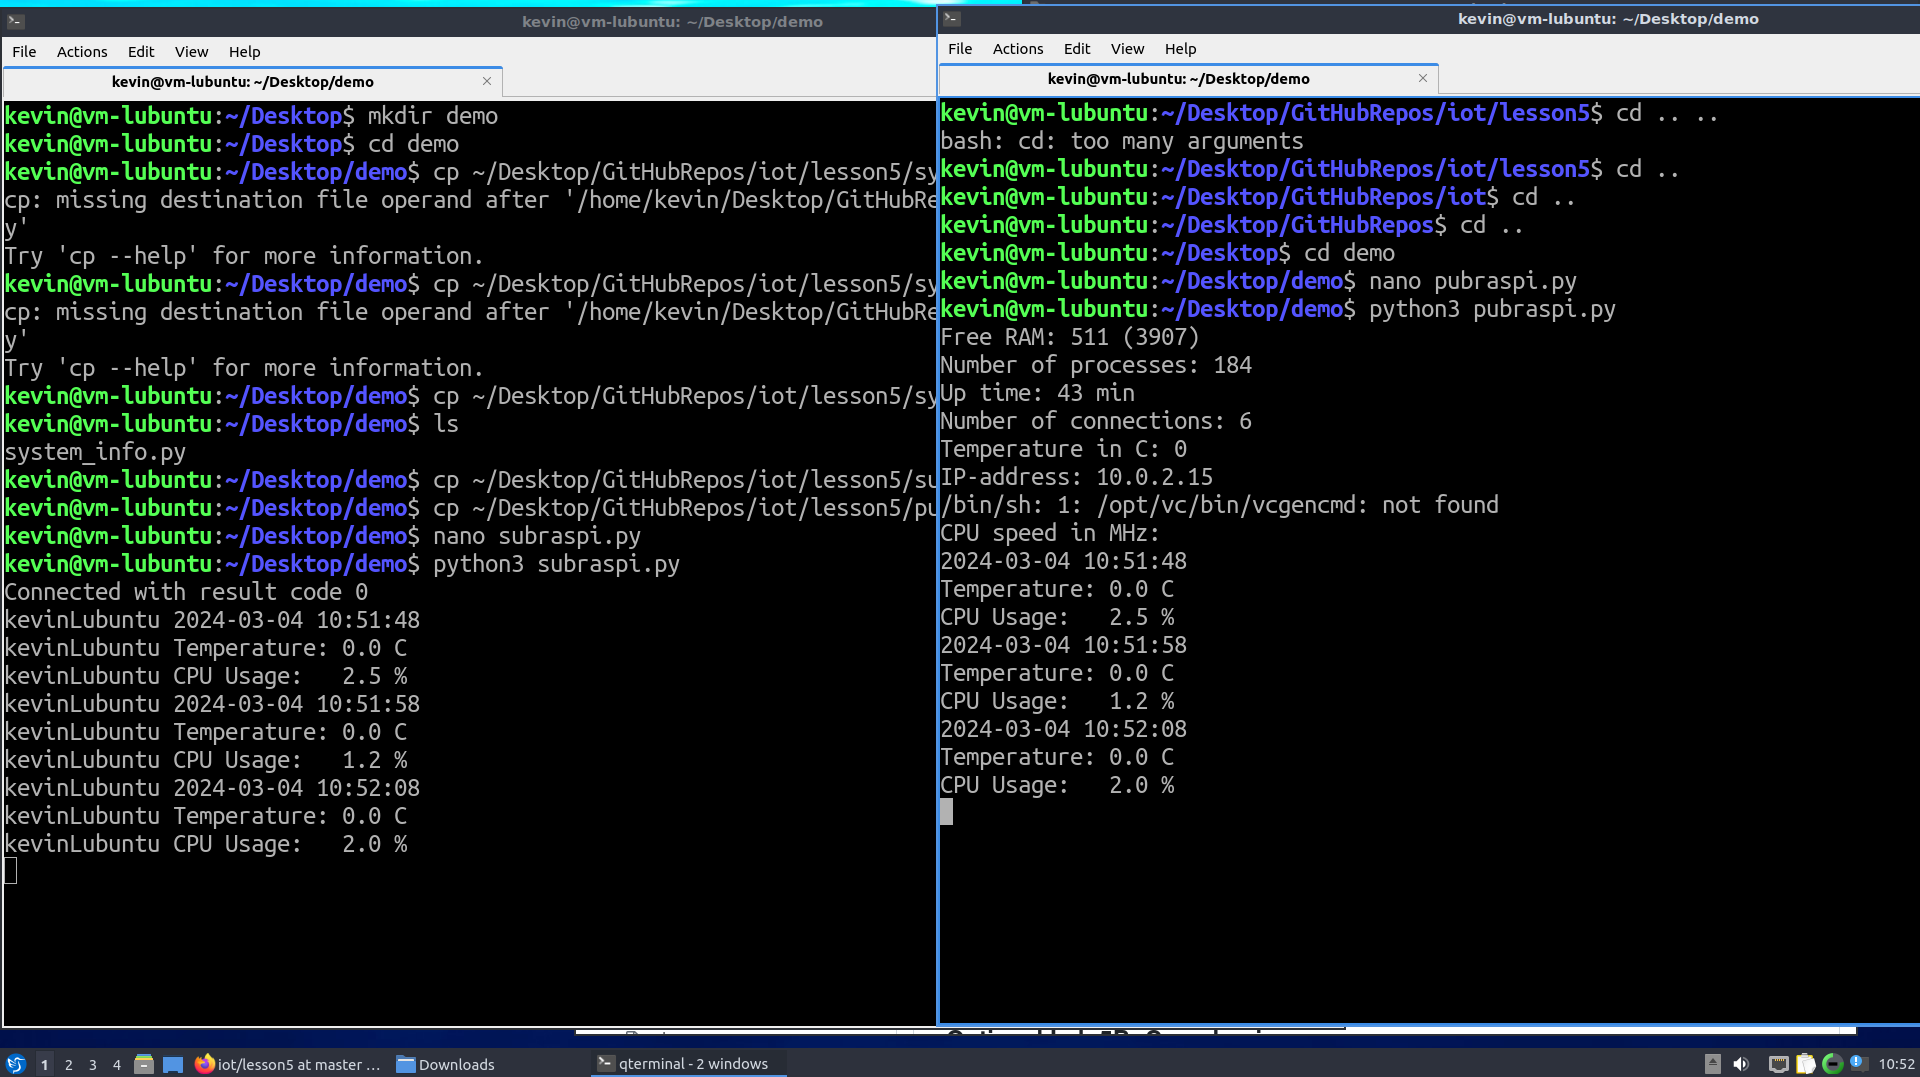 kevin@vm-lubuntu: ~/Desktop/demo
File Actions Edit View Help
kevin@vm-lubuntu: ~/Desktop/demo ×
kevin@vm-lubuntu:~/Desktop$ mkdir demo
kevin@vm-lubuntu:~/Desktop$ cd demo
kevin@vm-lubuntu:~/Desktop/demo$ cp ~/Desktop/GitHubRepos/iot/lesson5/sy
cp: missing destination file operand after '/home/kevin/Desktop/GitHubRe
y'
Try 'cp --help' for more information.
kevin@vm-lubuntu:~/Desktop/demo$ cp ~/Desktop/GitHubRepos/iot/lesson5/sy
cp: missing destination file operand after '/home/kevin/Desktop/GitHubRe
y'
Try 'cp --help' for more information.
kevin@vm-lubuntu:~/Desktop/demo$ cp ~/Desktop/GitHubRepos/iot/lesson5/sy
kevin@vm-lubuntu:~/Desktop/demo$ ls
system_info.py
kevin@vm-lubuntu:~/Desktop/demo$ cp ~/Desktop/GitHubRepos/iot/lesson5/su
kevin@vm-lubuntu:~/Desktop/demo$ cp ~/Desktop/GitHubRepos/iot/lesson5/pu
kevin@vm-lubuntu:~/Desktop/demo$ nano subraspi.py
kevin@vm-lubuntu:~/Desktop/demo$ python3 subraspi.py
Connected with result code 0
kevinLubuntu 2024-03-04 10:51:48
kevinLubuntu Temperature: 0.0 C
kevinLubuntu CPU Usage:   2.5 %
kevinLubuntu 2024-03-04 10:51:58
kevinLubuntu Temperature: 0.0 C
kevinLubuntu CPU Usage:   1.2 %
kevinLubuntu 2024-03-04 10:52:08
kevinLubuntu Temperature: 0.0 C
kevinLubuntu CPU Usage:   2.0 %
kevin@vm-lubuntu: ~/Desktop/demo
File Actions Edit View Help
kevin@vm-lubuntu: ~/Desktop/demo ×
kevin@vm-lubuntu:~/Desktop/GitHubRepos/iot/lesson5$ cd .. ..
bash: cd: too many arguments
kevin@vm-lubuntu:~/Desktop/GitHubRepos/iot/lesson5$ cd ..
kevin@vm-lubuntu:~/Desktop/GitHubRepos/iot$ cd ..
kevin@vm-lubuntu:~/Desktop/GitHubRepos$ cd ..
kevin@vm-lubuntu:~/Desktop$ cd demo
kevin@vm-lubuntu:~/Desktop/demo$ nano pubraspi.py
kevin@vm-lubuntu:~/Desktop/demo$ python3 pubraspi.py
Free RAM: 511 (3907)
Number of processes: 184
Up time: 43 min
Number of connections: 6
Temperature in C: 0
IP-address: 10.0.2.15
/bin/sh: 1: /opt/vc/bin/vcgencmd: not found
CPU speed in MHz:
2024-03-04 10:51:48
Temperature: 0.0 C
CPU Usage:   2.5 %
2024-03-04 10:51:58
Temperature: 0.0 C
CPU Usage:   1.2 %
2024-03-04 10:52:08
Temperature: 0.0 C
CPU Usage:   2.0 %
1 2 3 4 iot/lesson5 at master ... Downloads qterminal - 2 windows 10:52